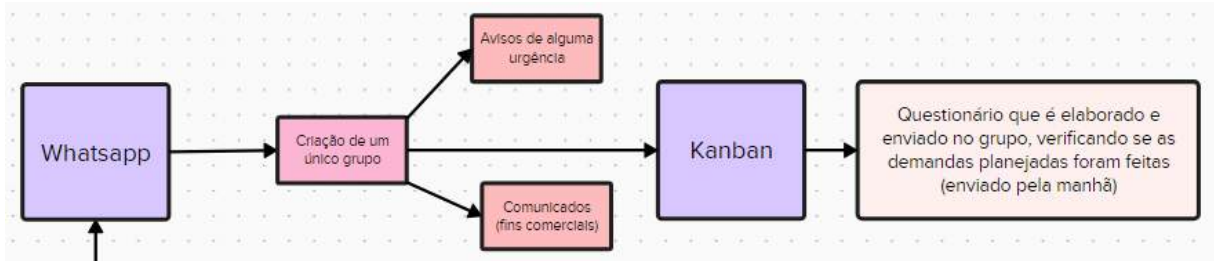 Whatsapp
Criação de um
único grupo
Avisos de alguma
urgência
Comunicados
(fins comerciais)
Kanban
Questionário que é elaborado e
enviado no grupo, verificando se as
demandas planejadas foram feitas
(enviado pela manhã)